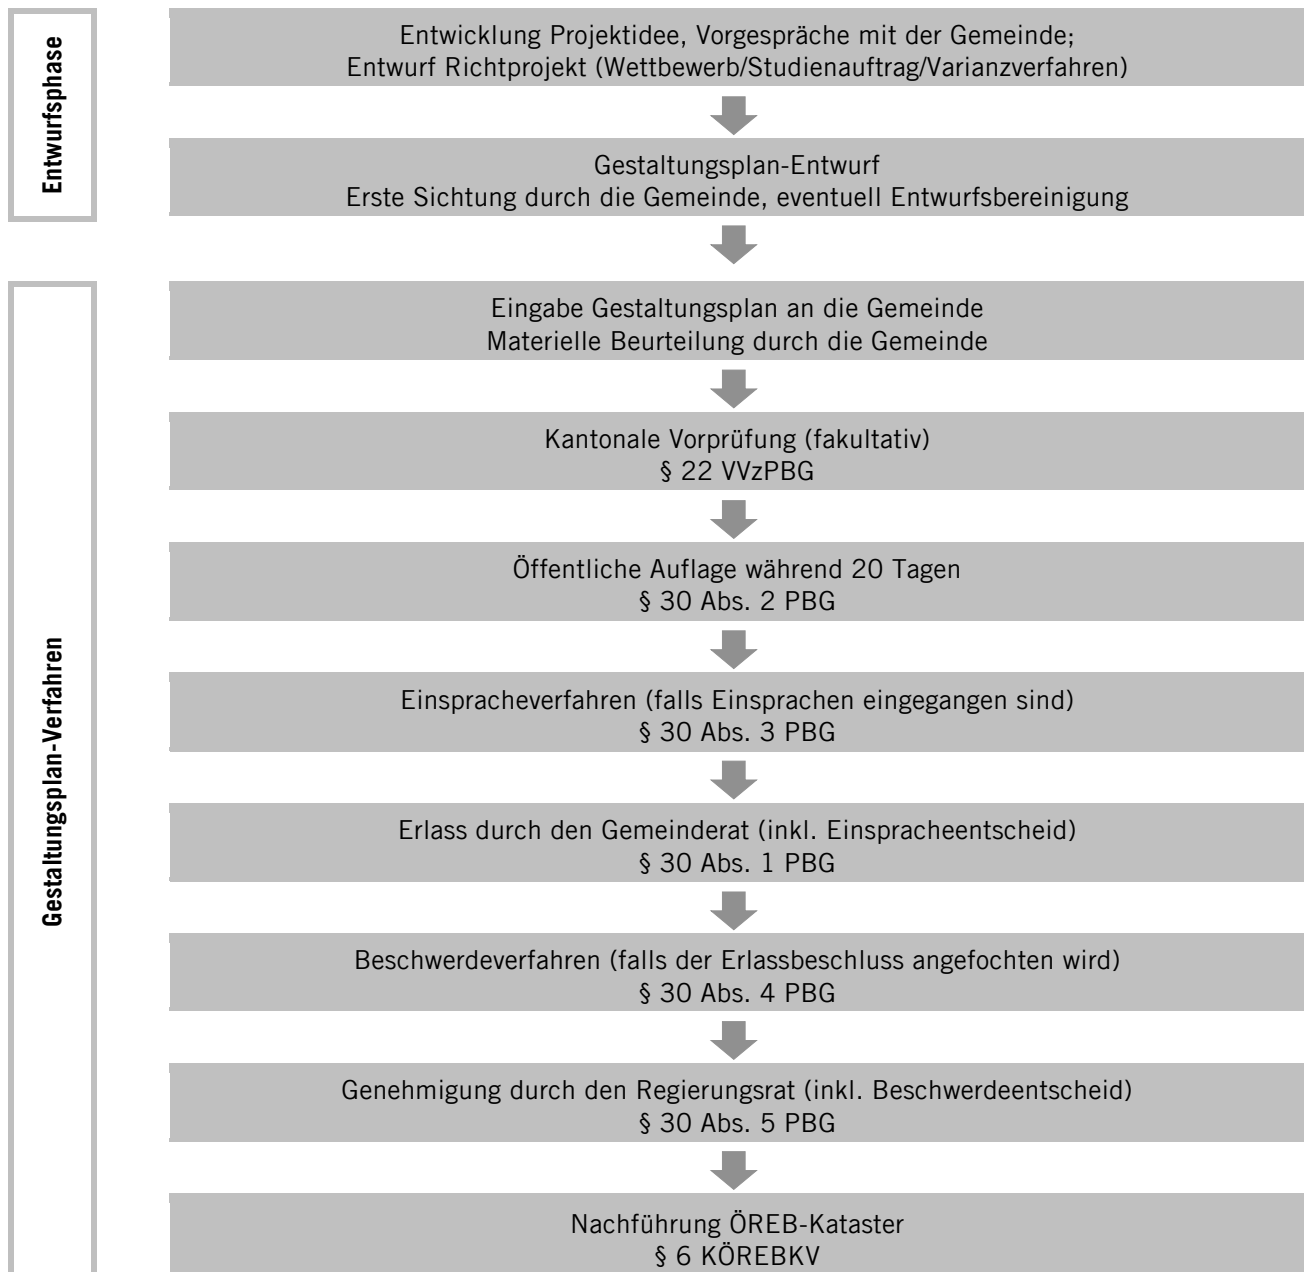 Entwurfsphase
Entwicklung Projektidee, Vorgespräche mit der Gemeinde;
Entwurf Richtprojekt (Wettbewerb/Studienauftrag/Varianzverfahren)
Gestaltungsplan-Entwurf
Erste Sichtung durch die Gemeinde, eventuell Entwurfsbereinigung
Gestaltungsplan-Verfahren
Eingabe Gestaltungsplan an die Gemeinde
Materielle Beurteilung durch die Gemeinde
Kantonale Vorprüfung (fakultativ)
§ 22 VVzPBG
Öffentliche Auflage während 20 Tagen
§ 30 Abs. 2 PBG
Einspracheverfahren (falls Einsprachen eingegangen sind)
§ 30 Abs. 3 PBG
Erlass durch den Gemeinderat (inkl. Einspracheentscheid)
§ 30 Abs. 1 PBG
Beschwerdeverfahren (falls der Erlassbeschluss angefochten wird)
§ 30 Abs. 4 PBG
Genehmigung durch den Regierungsrat (inkl. Beschwerdeentscheid)
§ 30 Abs. 5 PBG
Nachführung ÖREB-Kataster
§ 6 KÖREBKV